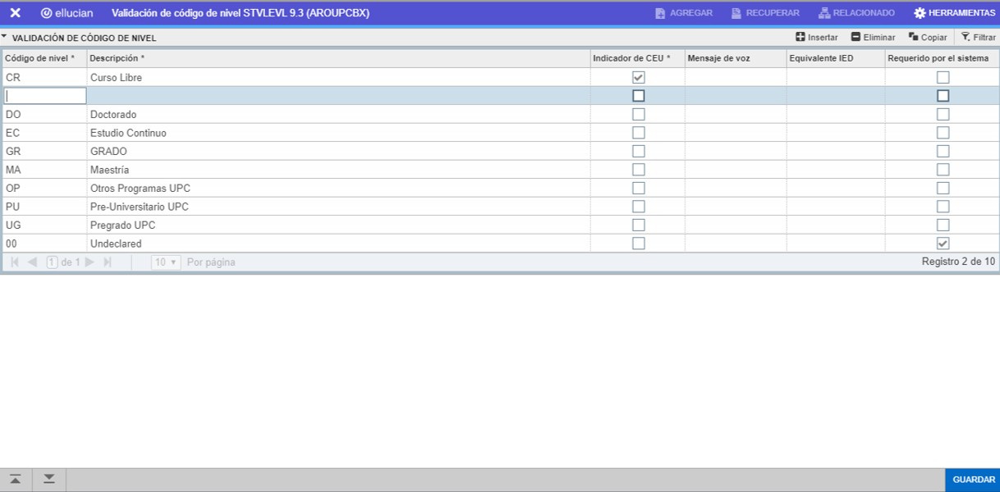 ellucian Validación de código de nivel STVLEVL 9.3 (AROUPCBX) AGREGAR RECUPERAR RELACIONADO HERRAMIENTAS
VALIDACIÓN DE CÓDIGO DE NIVEL Insertar Eliminar Copiar Filtrar
Código de nivel * Descripción * Indicador de CEU * Mensaje de voz Equivalente IED Requerido por el sistema
CR Curso Libre
DO Doctorado
EC Estudio Continuo
GR GRADO
MA Maestría
OP Otros Programas UPC
PU Pre-Universitario UPC
UG Pregrado UPC
00 Undeclared
1 de 1 10 Por página Registro 2 de 10
GUARDAR